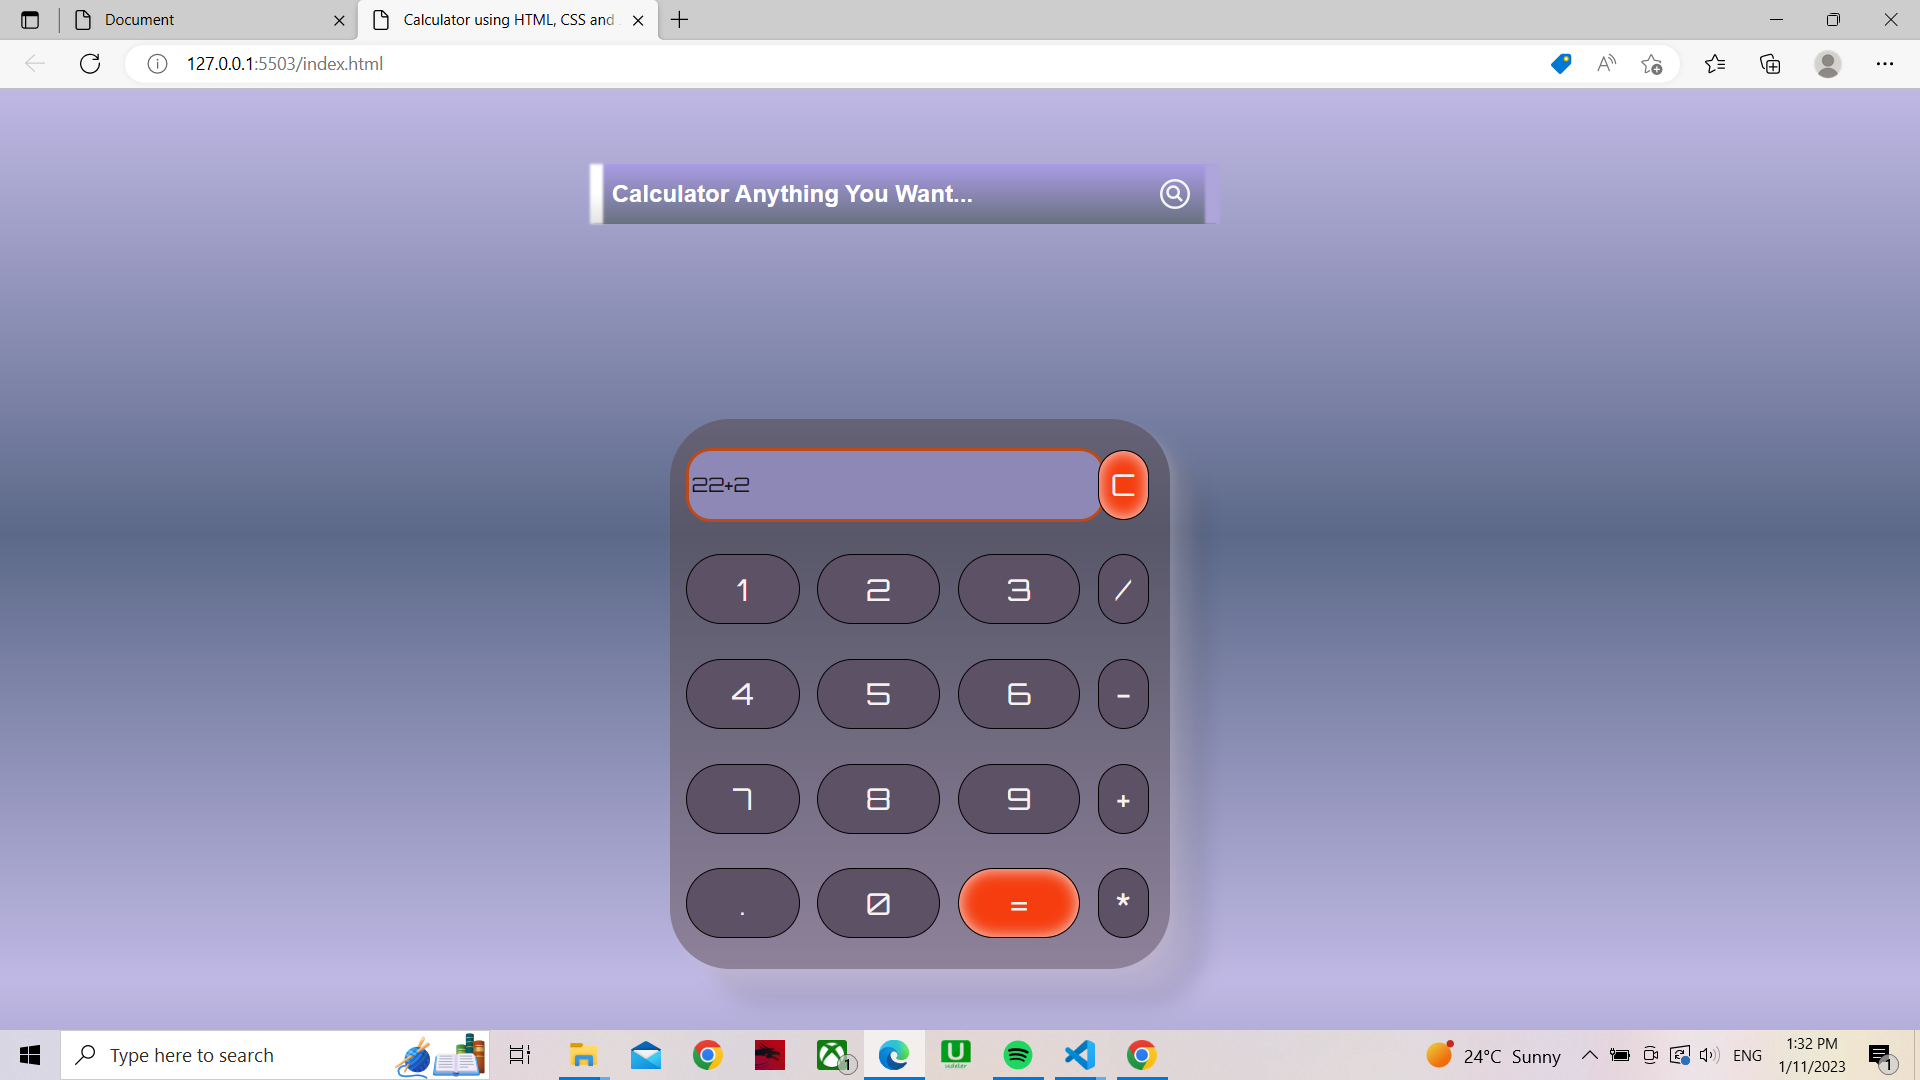 Document
Calculator using HTML, CSS and
127.0.0.1:5503/index.html
Calculator Anything You Want...
22+2
C
1 2 3 /
4 5 6 -
7 8 9 +
. 0 = *
Type here to search
1
U
24°C Sunny
ENG
1:32 PM
1/11/2023
1